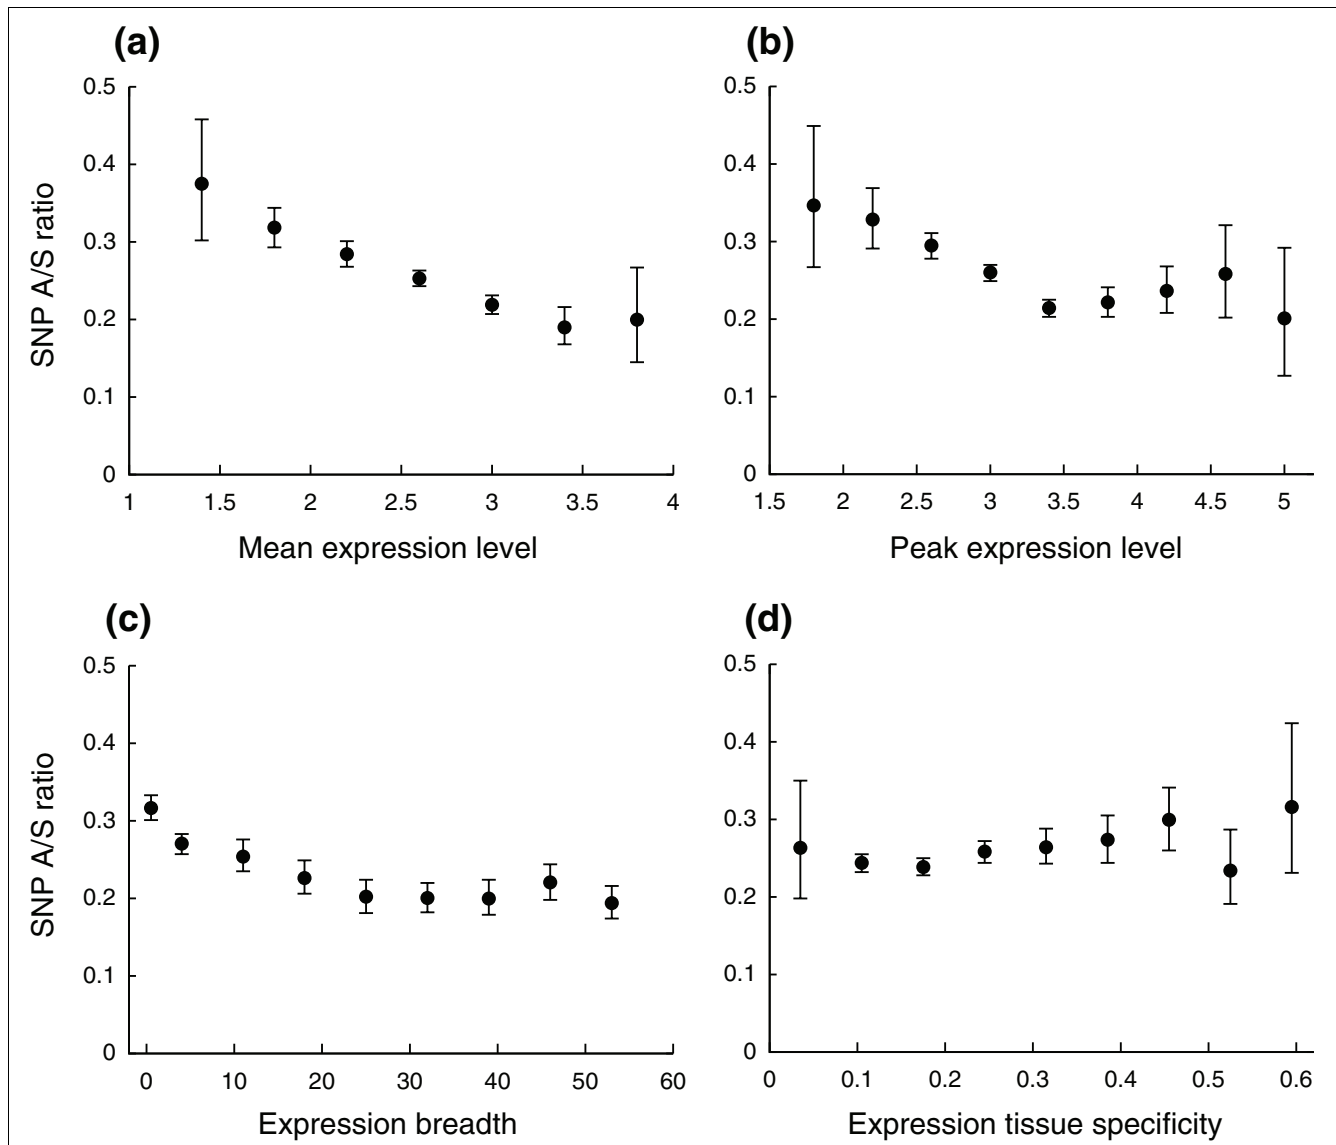 (a)
0.5
0.4
0.3
0.2
0.1
0
SNP A/S ratio
1 1.5 2 2.5 3 3.5 4
Mean expression level
(b)
0.5
0.4
0.3
0.2
0.1
0
1.5 2 2.5 3 3.5 4 4.5 5
Peak expression level
(c)
0.5
0.4
0.3
0.2
0.1
0
SNP A/S ratio
0 10 20 30 40 50 60
Expression breadth
(d)
0.5
0.4
0.3
0.2
0.1
0
0 0.1 0.2 0.3 0.4 0.5 0.6
Expression tissue specificity